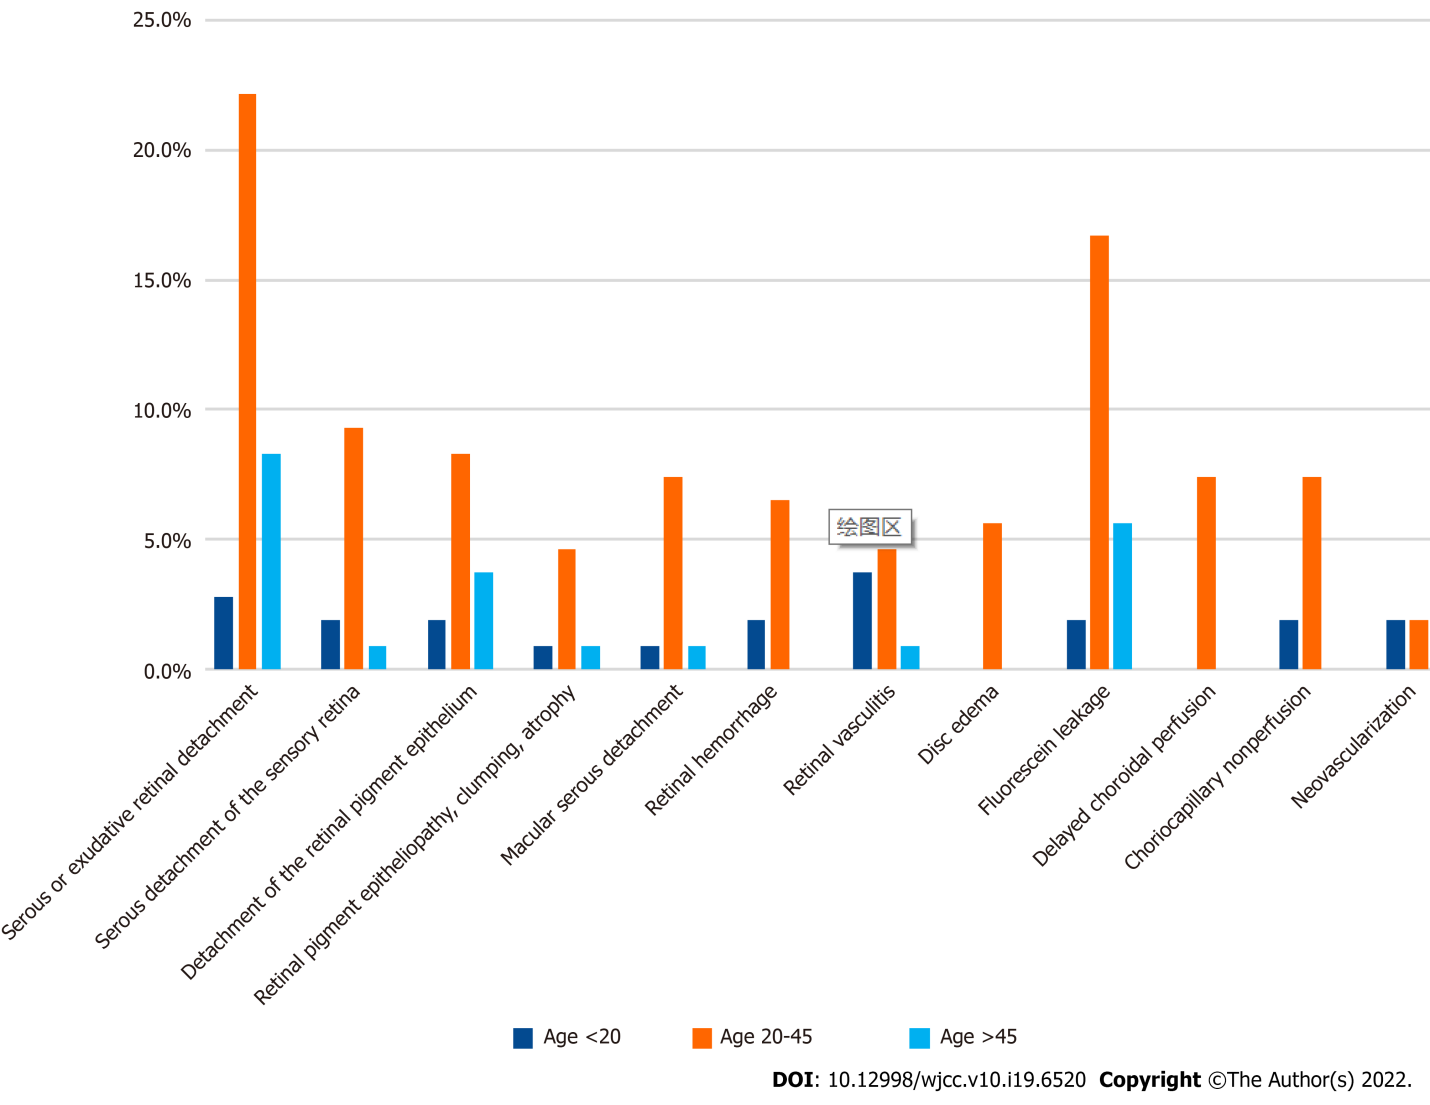 25.0%
20.0%
15.0%
10.0%
5.0%
0.0%
绘图区
Serous or exudative retinal detachment
Serous detachment of the sensory retina
Detachment of the retinal pigment epithelium
Retinal pigment epitheliopathy, clumping, atrophy
Macular serous detachment
Retinal hemorrhage
Retinal vasculitis
Disc edema
Fluorescein leakage
Delayed choroidal perfusion
Choriocapillary nonperfusion
Neovascularization
Age <20
Age 20-45
Age >45
DOI: 10.12998/wjcc.v10.i19.6520 Copyright ©The Author(s) 2022.